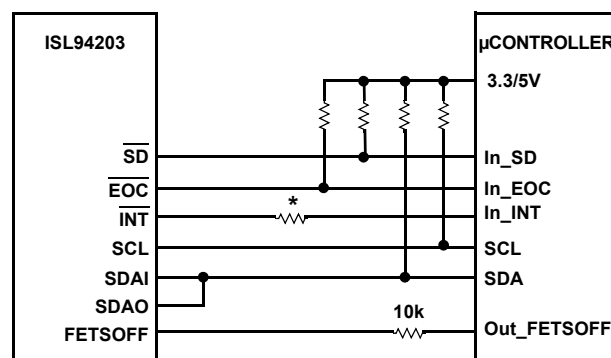 ISL94203
µCONTROLLER
3.3/5V
SD
In_SD
EOC
In_EOC
*
INT
In_INT
SCL
SCL
SDAI
SDA
SDAO
10k
FETSOFF
Out_FETSOFF